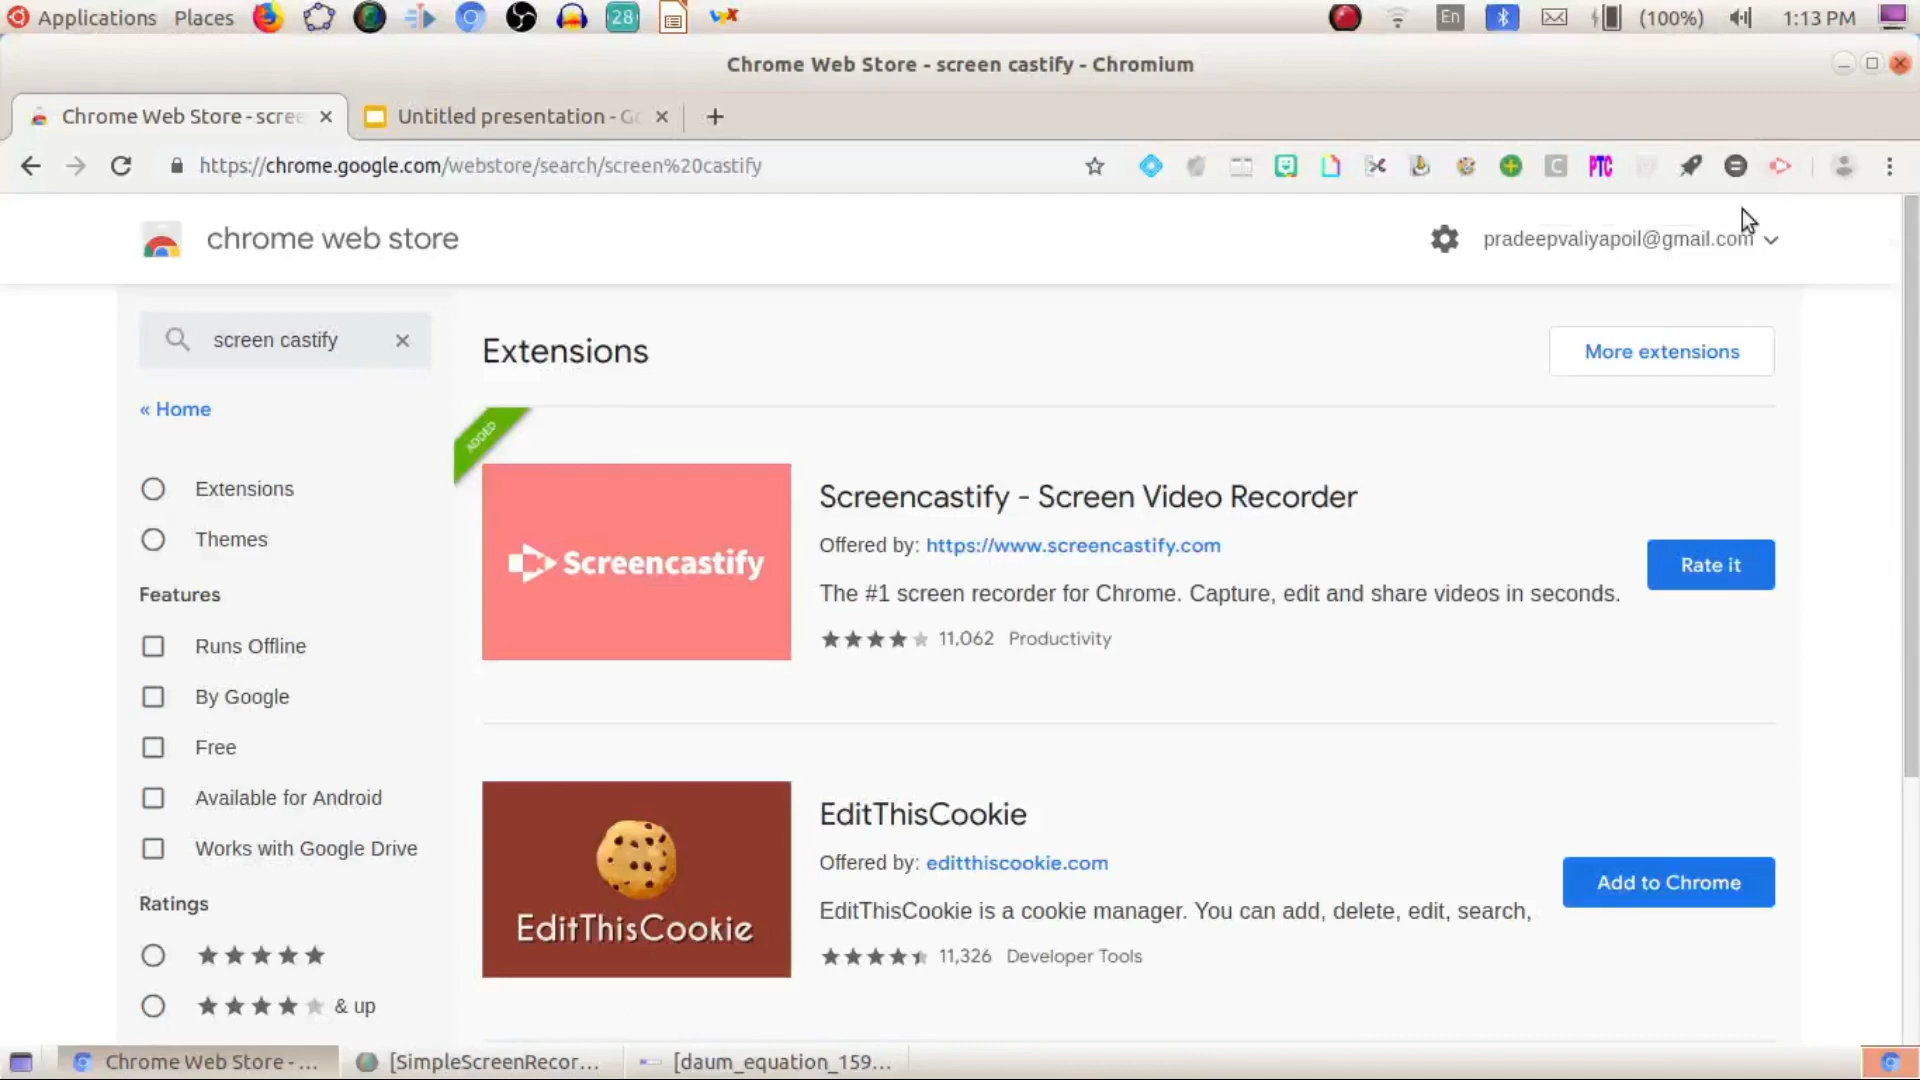 Applications Places 28 En (100%) 1:13 PM
Chrome Web Store - screen castify - Chromium
Chrome Web Store - scree Untitled presentation - Go
https://chrome.google.com/webstore/search/screen%20castify C PTC
chrome web store pradeepvaliyapoil@gmail.com
screen castify
Extensions More extensions
« Home
ADDED
Extensions
Themes
Features
Runs Offline
By Google
Free
Available for Android
Works with Google Drive
Ratings
& up
Screencastify
Screencastify - Screen Video Recorder
Offered by: https://www.screencastify.com
Rate it
The #1 screen recorder for Chrome. Capture, edit and share videos in seconds.
11,062 Productivity
EditThisCookie
EditThisCookie
Offered by: editthiscookie.com
Add to Chrome
EditThisCookie is a cookie manager. You can add, delete, edit, search,
11,326 Developer Tools
Chrome Web Store - ... [SimpleScreenRecor... [daum_equation_159...